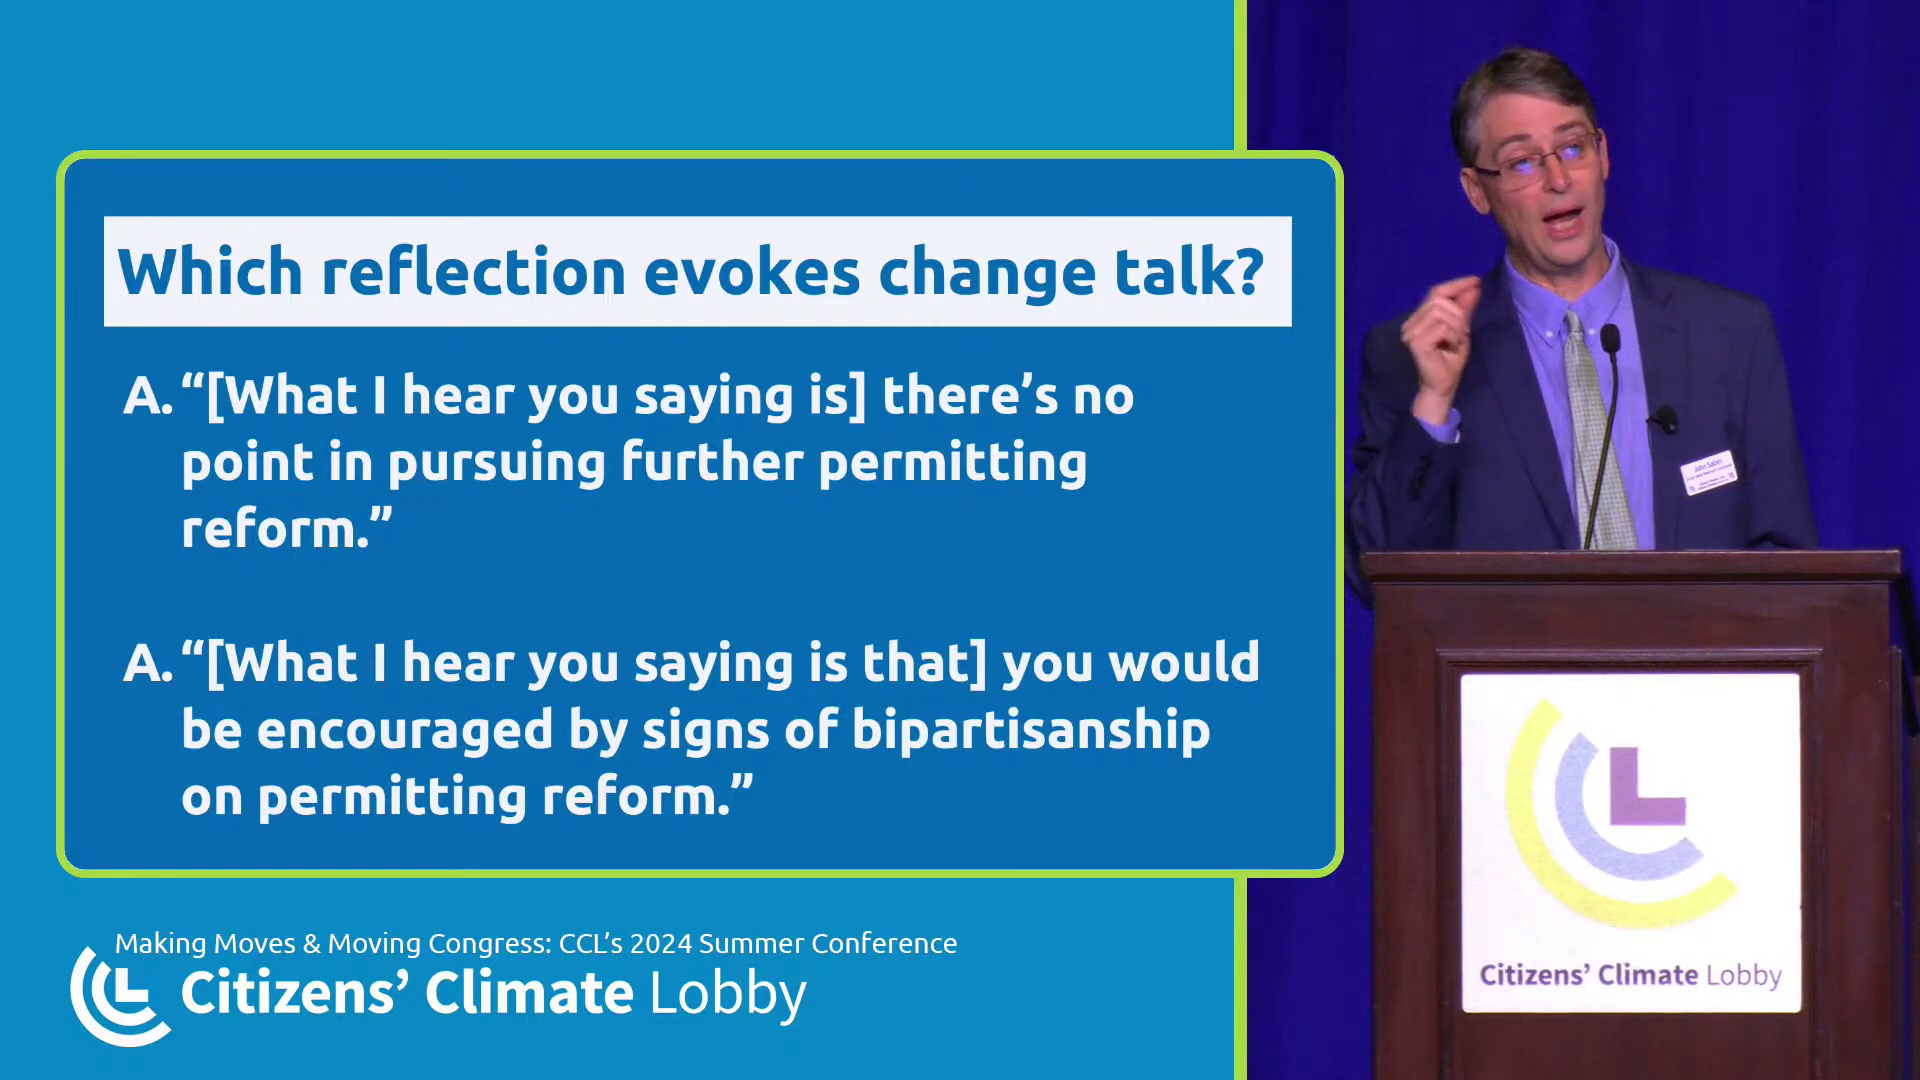 Which reflection evokes change talk?
A. “[What I hear you saying is] there’s no
point in pursuing further permitting
reform.”
A. “[What I hear you saying is that] you would
be encouraged by signs of bipartisanship
on permitting reform.”
Making Moves & Moving Congress: CCL’s 2024 Summer Conference
Citizens’ Climate Lobby
John Sabin
Citizens’ Climate Lobby